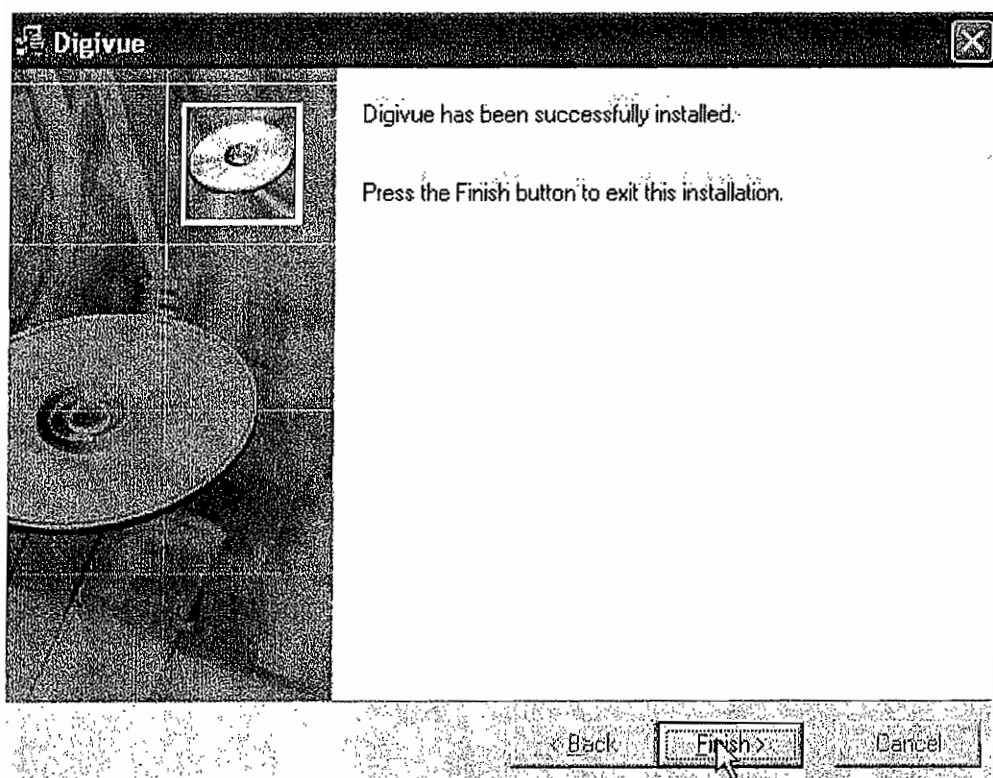 Digivue
Digivue has been successfully installed.
Press the Finish button to exit this installation.
< Back Finish > Cancel